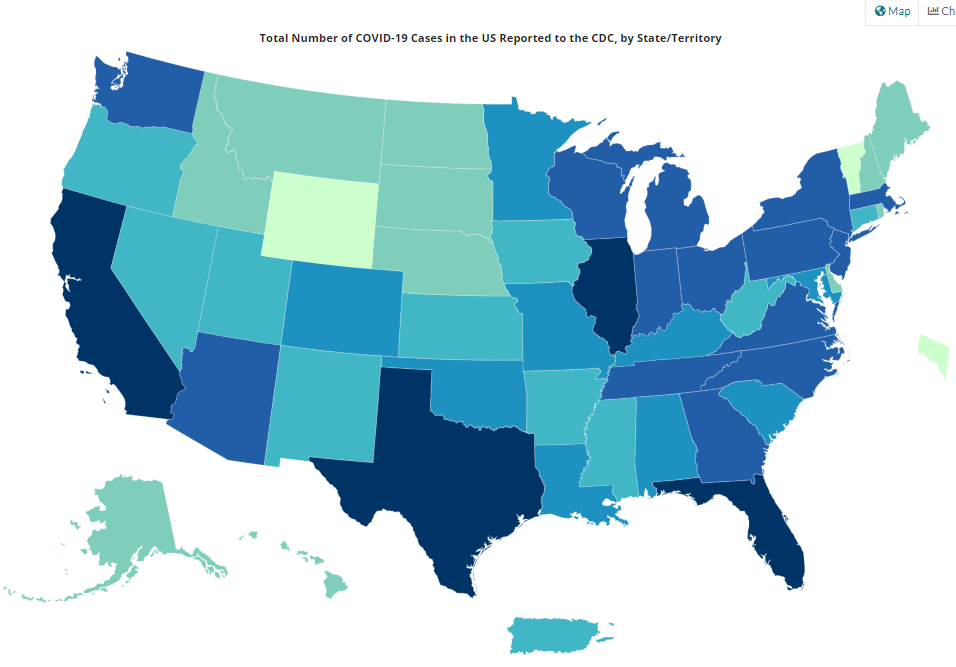 Map
Ch
Total Number of COVID-19 Cases in the US Reported to the CDC, by State/Territory